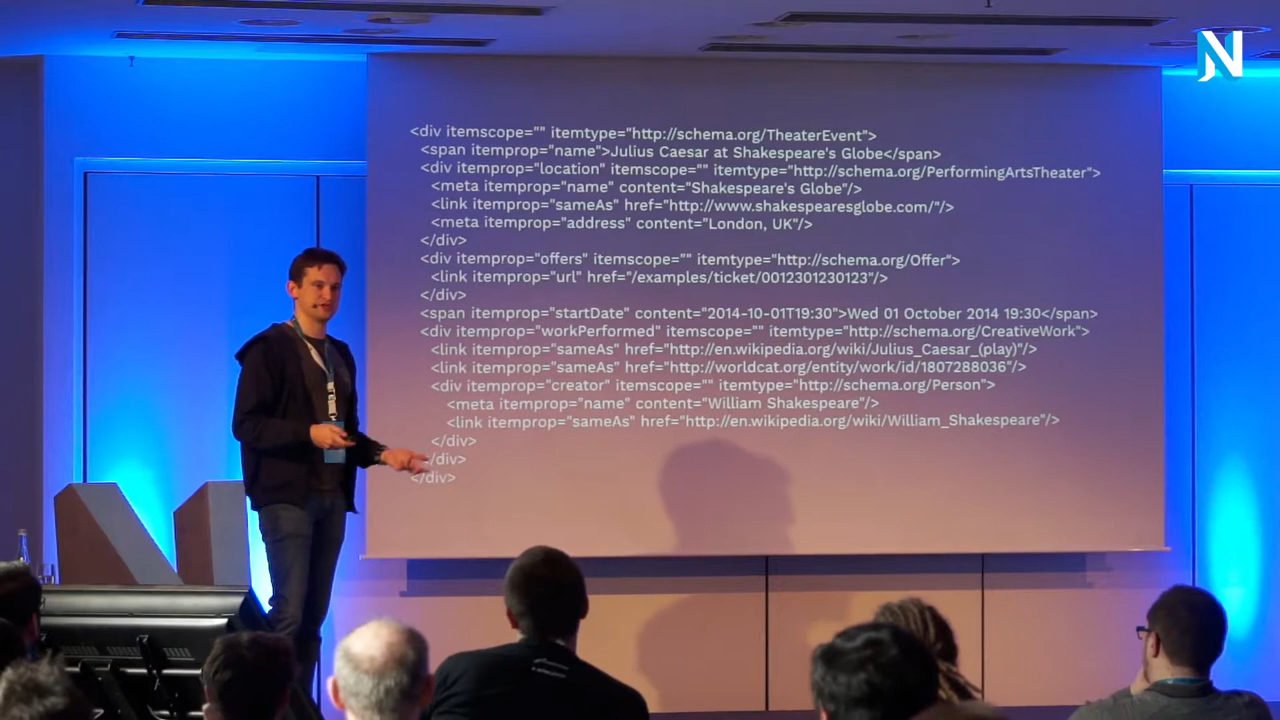 N
<div itemscope="" itemtype="http://schema.org/TheaterEvent">
<span itemprop="name">Julius Caesar at Shakespeare's Globe</span>
<div itemprop="location" itemscope="" itemtype="http://schema.org/PerformingArtsTheater">
<meta itemprop="name" content="Shakespeare's Globe"/>
<link itemprop="sameAs" href="http://www.shakespearesglobe.com/"/>
<meta itemprop="address" content="London, UK"/>
</div>
<div itemprop="offers" itemscope="" itemtype="http://schema.org/Offer">
<link itemprop="url" href="/examples/ticket/0012301230123"/>
</div>
<span itemprop="startDate" content="2014-10-01T19:30">Wed 01 October 2014 19:30</span>
<div itemprop="workPerformed" itemscope="" itemtype="http://schema.org/CreativeWork">
<link itemprop="sameAs" href="http://en.wikipedia.org/wiki/Julius_Caesar_(play)"/>
<link itemprop="sameAs" href="http://worldcat.org/entity/work/id/1807288036"/>
<div itemprop="creator" itemscope="" itemtype="http://schema.org/Person">
<meta itemprop="name" content="William Shakespeare"/>
<link itemprop="sameAs" href="http://en.wikipedia.org/wiki/William_Shakespeare"/>
</div>
</div>
</div>